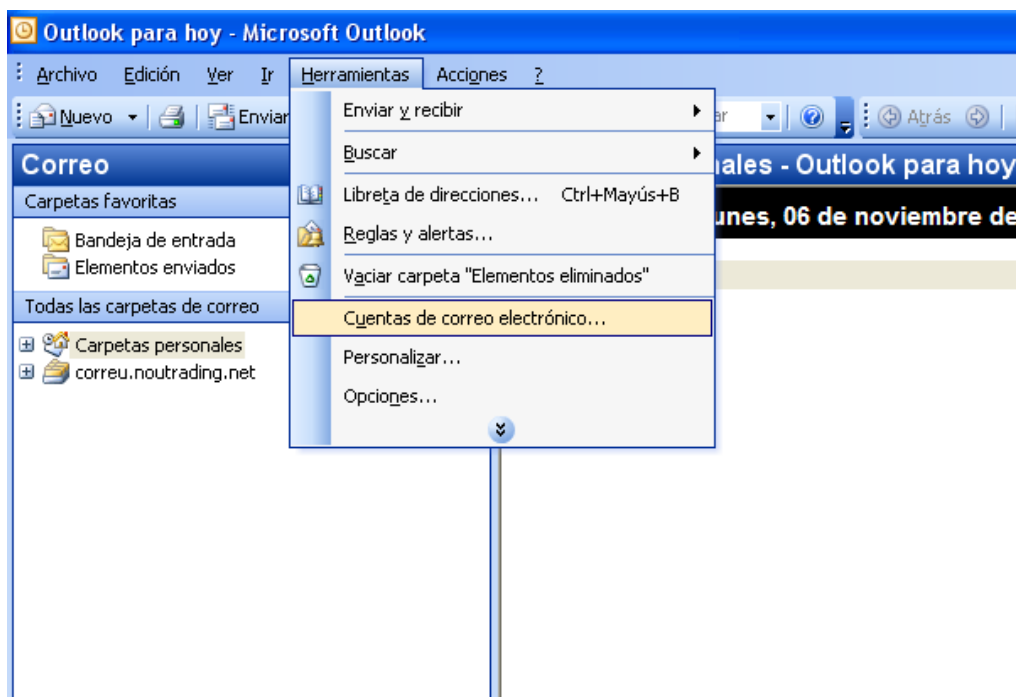 Outlook para hoy - Microsoft Outlook
Archivo Edición Ver Ir Herramientas Acciones ?
Nuevo Enviar Atrás
Enviar y recibir
Buscar
Libreta de direcciones... Ctrl+Mayús+B
Reglas y alertas...
Vaciar carpeta "Elementos eliminados"
Cuentas de correo electrónico...
Personalizar...
Opciones...
Correo
Carpetas favoritas
Bandeja de entrada
Elementos enviados
Todas las carpetas de correo
Carpetas personales
correu.noutrading.net
- Outlook para hoy
06 de noviembre de